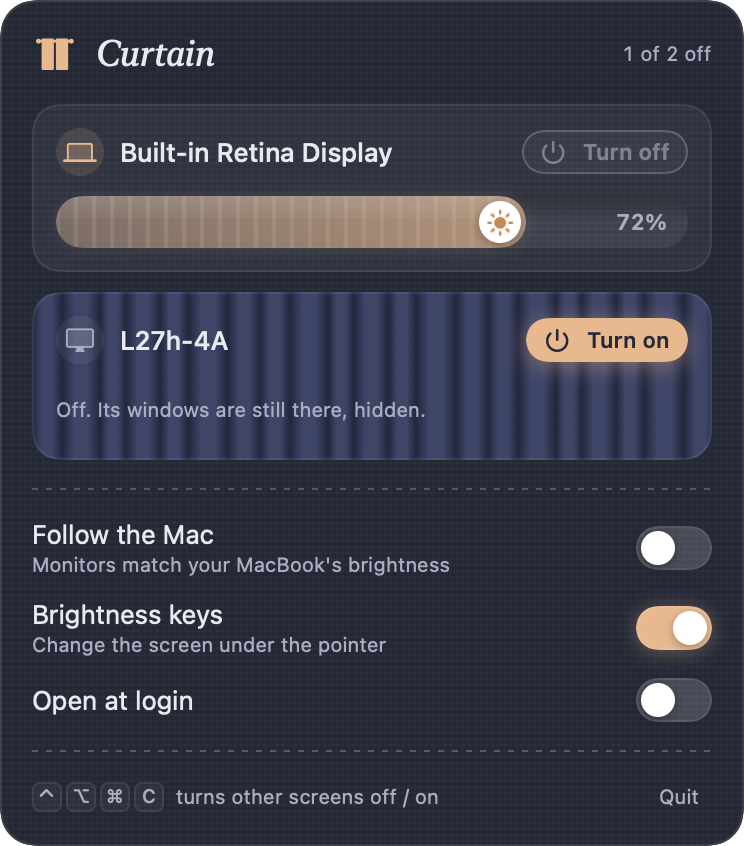 Curtain
1 of 2 off
Built-in Retina Display
Turn off
72%
L27h-4A
Turn on
Off. Its windows are still there, hidden.
Follow the Mac
Monitors match your MacBook's brightness
Brightness keys
Change the screen under the pointer
Open at login
⌃ ⌥ ⌘ C turns other screens off / on
Quit